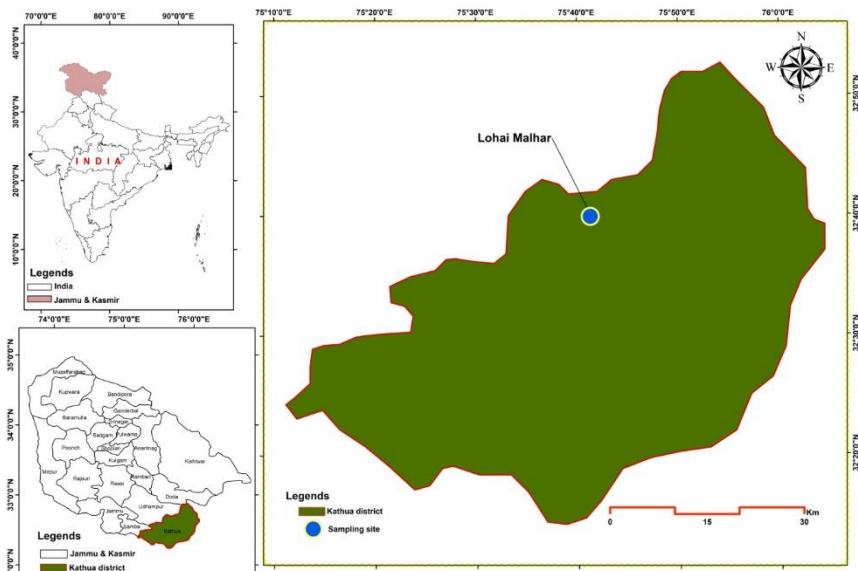 70°0'0"E 80°0'0"E 90°0'0"E
40°0'0"N
30°0'0"N
20°0'0"N
10°0'0"N
INDIA
Legends
India
Jammu & Kasmir
74°0'0"E 75°0'0"E 76°0'0"E
35°0'0"N
34°0'0"N
33°0'0"N
Muzaffarabad
Kupwara
Bandipora
Ganderbal
Baramulla
Srinagar
Badgam
Pulwama
Poonch
Shopian
Anantnag
Kulgam
Kishtwar
Mirpur
Rajouri
Reasi
Ramban
Doda
Udhampur
Jammu
Samba
Kathua
Legends
Jammu & Kasmir
Kathua district
75°10'0"E 75°20'0"E 75°30'0"E 75°40'0"E 75°50'0"E 76°0'0"E
N
W E
S
Lohai Malhar
32°50'0"N
32°40'0"N
32°30'0"N
32°20'0"N
Legends
Kathua district
Sampling site
Km
0 15 30